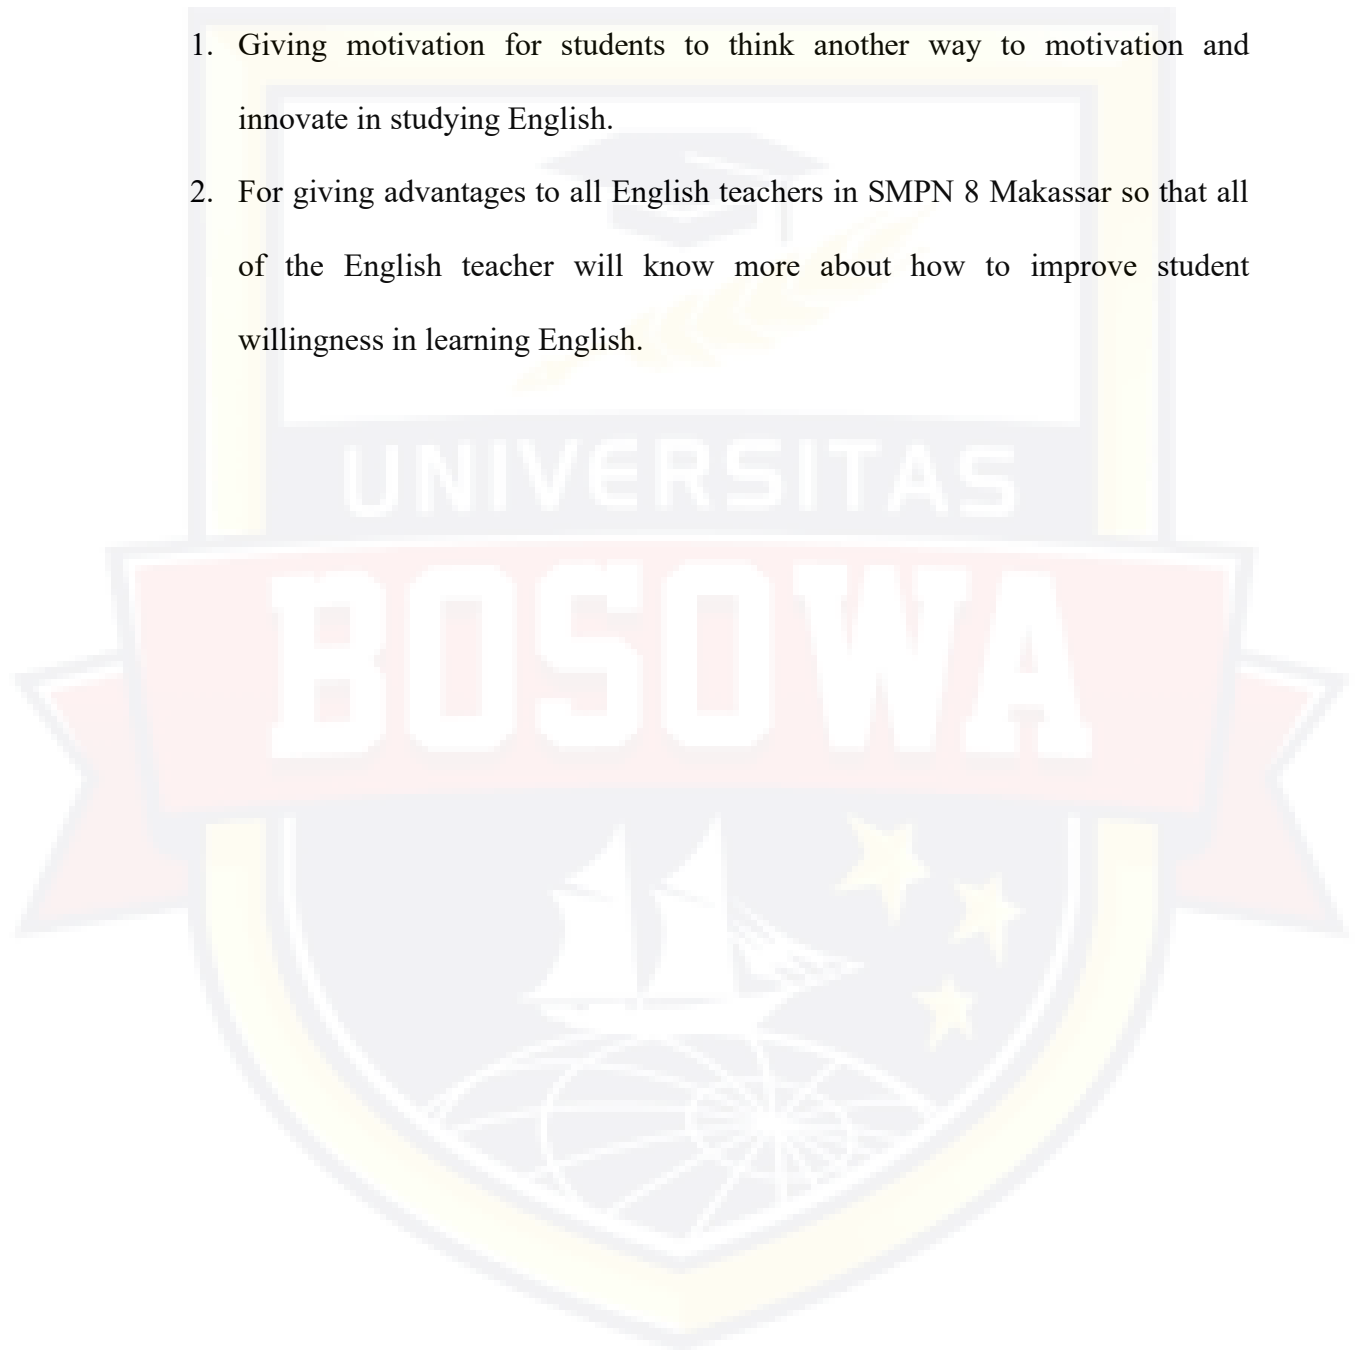 1. Giving motivation for students to think another way to motivation and
innovate in studying English.
2. For giving advantages to all English teachers in SMPN 8 Makassar so that all
of the English teacher will know more about how to improve student
willingness in learning English.
UNIVERSITAS
BOSOWA